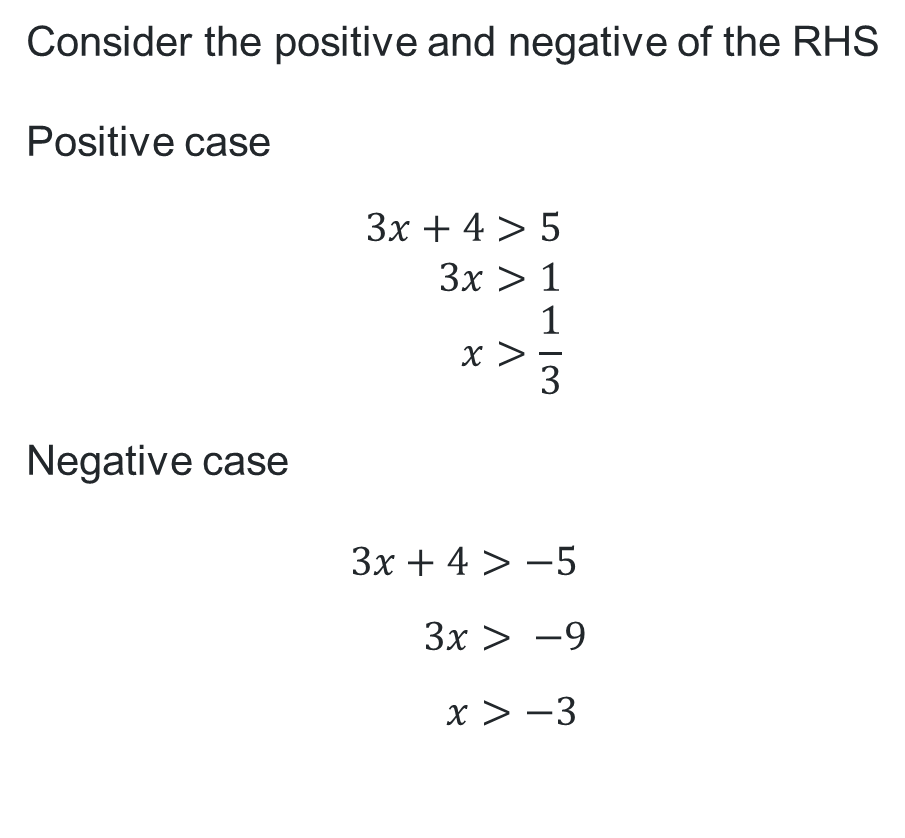 Consider the positive and negative of the RHS
Positive case
3x + 4 > 5
3x > 1
x > 1/3
Negative case
3x + 4 > −5
3x > −9
x > −3